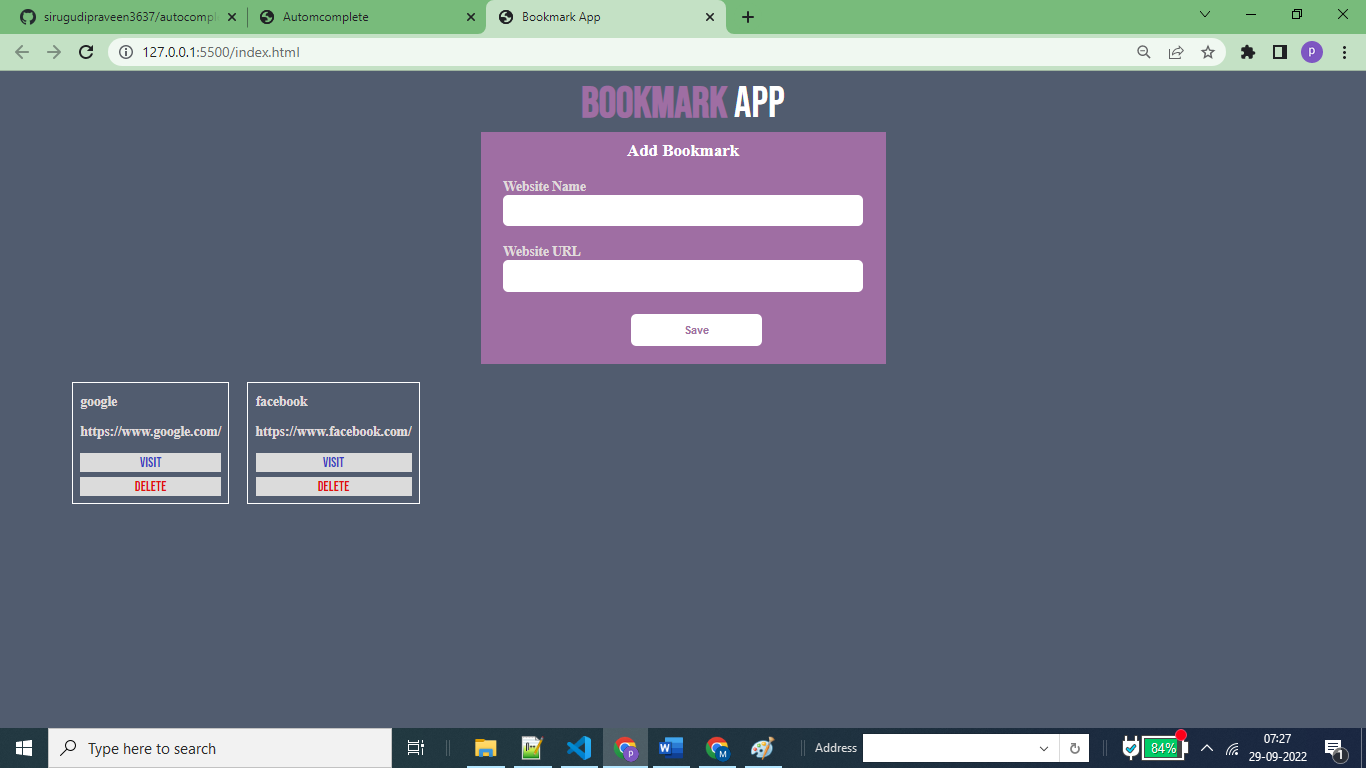 sirugudipraveen3637/autocompl
Automcomplete
Bookmark App
127.0.0.1:5500/index.html
P
BOOKMARK APP
Add Bookmark
Website Name
Website URL
Save
google
https://www.google.com/
VISIT
DELETE
facebook
https://www.facebook.com/
VISIT
DELETE
Type here to search
Address
84%
07:27
29-09-2022
1